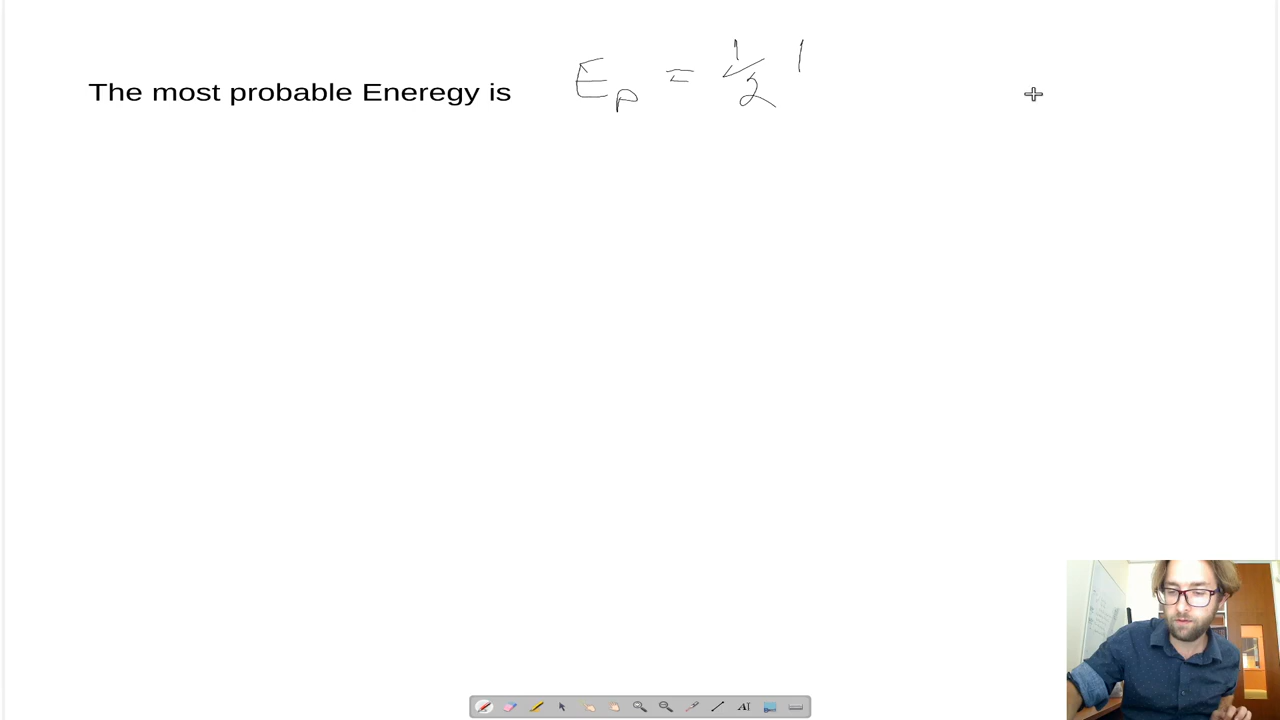 The most probable Eneregy is E_p = 1/2 l